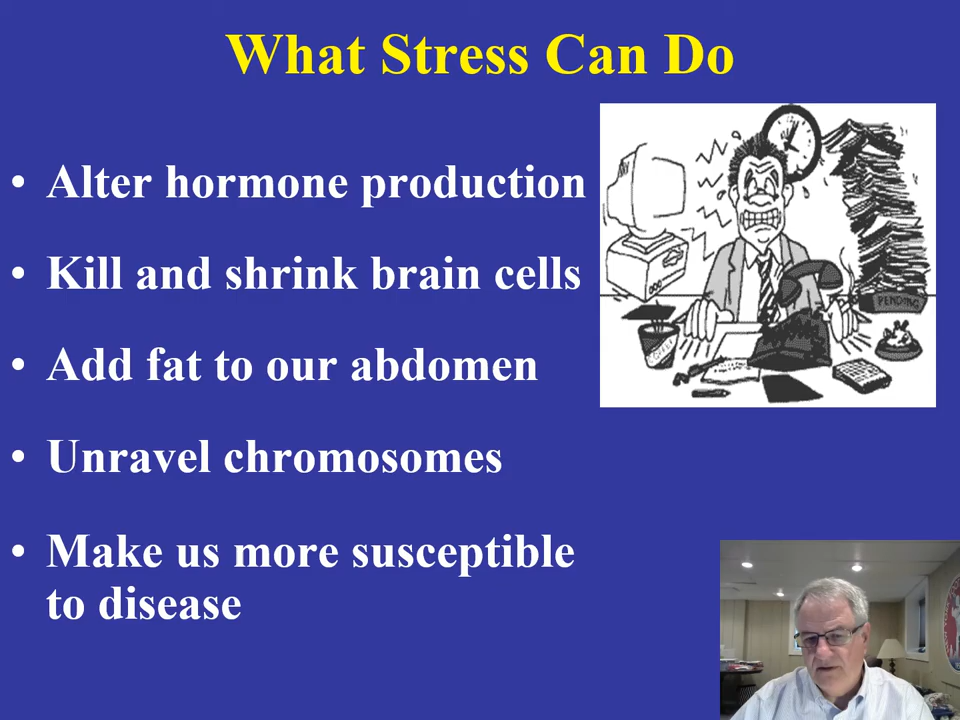 What Stress Can Do
• Alter hormone production
• Kill and shrink brain cells
• Add fat to our abdomen
• Unravel chromosomes
• Make us more susceptible
to disease
PENDING